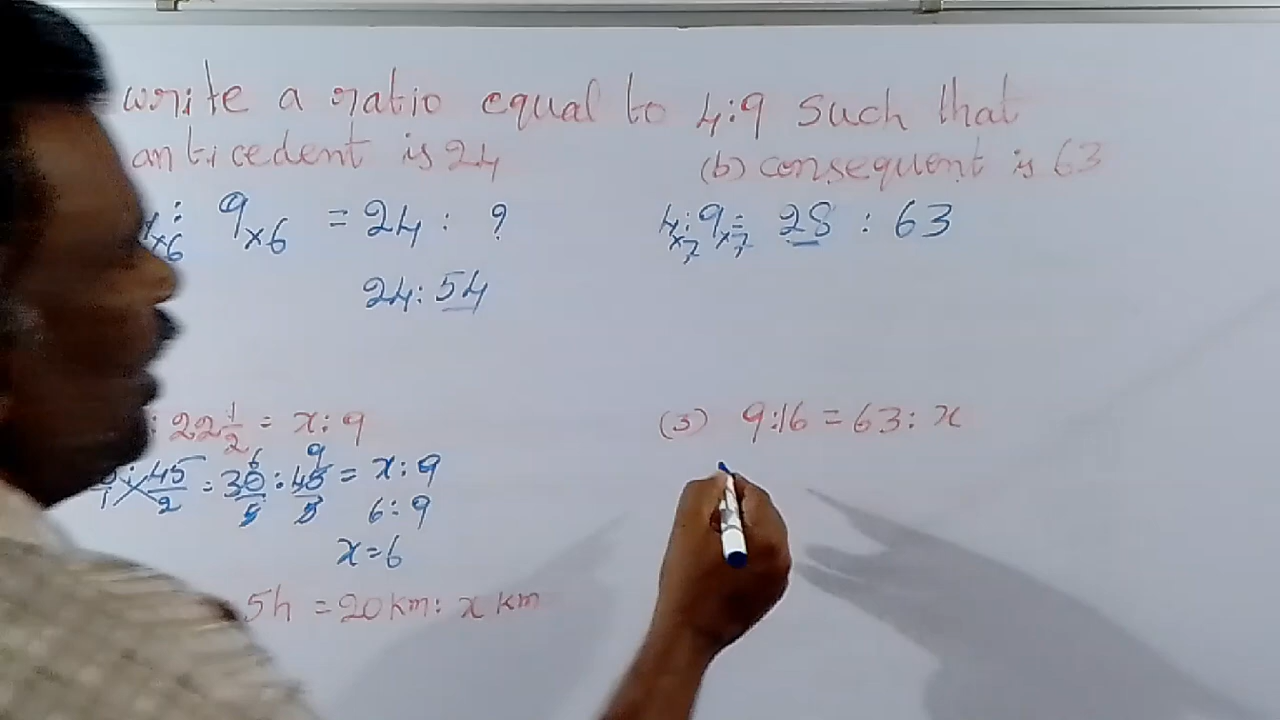 write a ratio equal to 4:9 such that
anticedent is 24
(b) consequent is 63
: 9×6 = 24 : ?
×6
24:54
4:9 = 28 : 63
×7 ×7
: 22 1/2 = x:9
45/2 = 30/5 : 45/5 = x:9
6 9
6:9
x=6
5h = 20km: x km
(3) 9:16 = 63: x